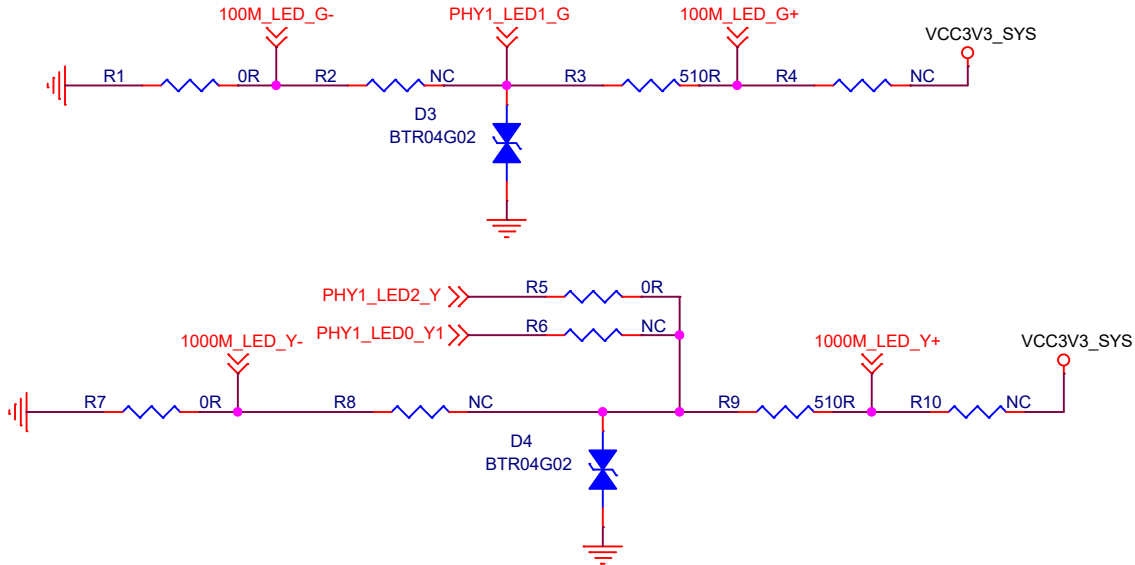 100M_LED_G- PHY1_LED1_G 100M_LED_G+
VCC3V3_SYS
R1 0R R2 NC R3 510R R4 NC
D3
BTR04G02
PHY1_LED2_Y R5 0R
PHY1_LED0_Y1 R6 NC
1000M_LED_Y- 1000M_LED_Y+ VCC3V3_SYS
R7 0R R8 NC R9 510R R10 NC
D4
BTR04G02